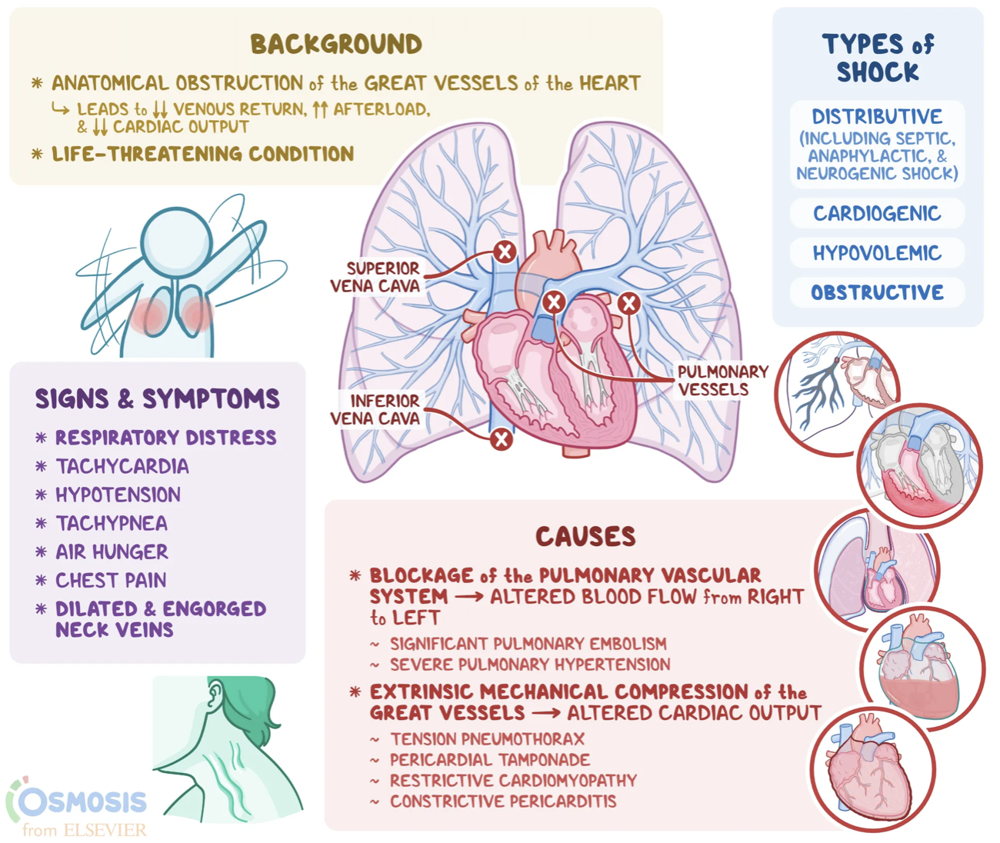 BACKGROUND
* ANATOMICAL OBSTRUCTION of the GREAT VESSELS of the HEART
↳ LEADS to ↓↓ VENOUS RETURN, ↑↑ AFTERLOAD,
& ↓↓ CARDIAC OUTPUT
* LIFE-THREATENING CONDITION
TYPES of
SHOCK
DISTRIBUTIVE
(INCLUDING SEPTIC,
ANAPHYLACTIC, &
NEUROGENIC SHOCK)
CARDIOGENIC
HYPOVOLEMIC
OBSTRUCTIVE
SUPERIOR
VENA CAVA
INFERIOR
VENA CAVA
PULMONARY
VESSELS
SIGNS & SYMPTOMS
* RESPIRATORY DISTRESS
* TACHYCARDIA
* HYPOTENSION
* TACHYPNEA
* AIR HUNGER
* CHEST PAIN
* DILATED & ENGORGED
NECK VEINS
CAUSES
* BLOCKAGE of the PULMONARY VASCULAR
SYSTEM → ALTERED BLOOD FLOW from RIGHT
to LEFT
~ SIGNIFICANT PULMONARY EMBOLISM
~ SEVERE PULMONARY HYPERTENSION
* EXTRINSIC MECHANICAL COMPRESSION of the
GREAT VESSELS → ALTERED CARDIAC OUTPUT
~ TENSION PNEUMOTHORAX
~ PERICARDIAL TAMPONADE
~ RESTRICTIVE CARDIOMYOPATHY
~ CONSTRICTIVE PERICARDITIS
OSMOSIS
from ELSEVIER